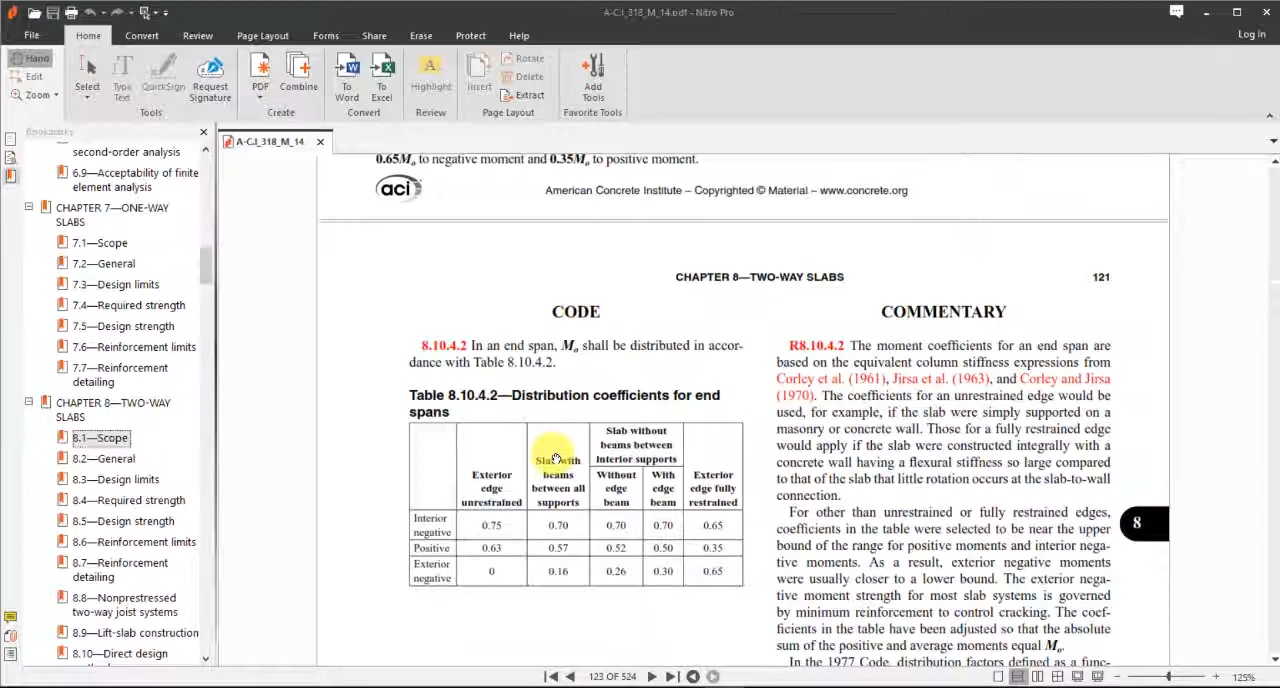 A-C.I_318_M_14.pdf - Nitro Pro
File
Home
Convert
Review
Page Layout
Forms
Share
Erase
Protect
Help
Log In
Hand
Edit
Zoom
Select
Type
Text
QuickSign
Request
Signature
Tools
PDF
Combine
Create
To
Word
To
Excel
Convert
Highlight
Review
Insert
Rotate
Delete
Extract
Page Layout
Add
Tools
Favorite Tools
Bookmarks
second-order analysis
6.9—Acceptability of finite
element analysis
CHAPTER 7—ONE-WAY
SLABS
7.1—Scope
7.2—General
7.3—Design limits
7.4—Required strength
7.5—Design strength
7.6—Reinforcement limits
7.7—Reinforcement
detailing
CHAPTER 8—TWO-WAY
SLABS
8.1—Scope
8.2—General
8.3—Design limits
8.4—Required strength
8.5—Design strength
8.6—Reinforcement limits
8.7—Reinforcement
detailing
8.8—Nonprestressed
two-way joist systems
8.9—Lift-slab construction
8.10—Direct design
A-C.I_318_M_14
0.65Mo to negative moment and 0.35Mo to positive moment.
aci
American Concrete Institute – Copyrighted © Material – www.concrete.org
CHAPTER 8—TWO-WAY SLABS
121
CODE
8.10.4.2 In an end span, Mo shall be distributed in accor-
dance with Table 8.10.4.2.
Table 8.10.4.2—Distribution coefficients for end
spans
Exterior
edge
unrestrained
Slab with
beams
between all
supports
Slab without
beams between
interior supports
Without
edge
beam
With
edge
beam
Exterior
edge fully
restrained
Interior
negative
0.75 0.70 0.70 0.70 0.65
Positive 0.63 0.57 0.52 0.50 0.35
Exterior
negative
0 0.16 0.26 0.30 0.65
COMMENTARY
R8.10.4.2 The moment coefficients for an end span are
based on the equivalent column stiffness expressions from
Corley et al. (1961), Jirsa et al. (1963), and Corley and Jirsa
(1970). The coefficients for an unrestrained edge would be
used, for example, if the slab were simply supported on a
masonry or concrete wall. Those for a fully restrained edge
would apply if the slab were constructed integrally with a
concrete wall having a flexural stiffness so large compared
to that of the slab that little rotation occurs at the slab-to-wall
connection.
For other than unrestrained or fully restrained edges,
coefficients in the table were selected to be near the upper
bound of the range for positive moments and interior nega-
tive moments. As a result, exterior negative moments
were usually closer to a lower bound. The exterior nega-
tive moment strength for most slab systems is governed
by minimum reinforcement to control cracking. The coef-
ficients in the table have been adjusted so that the absolute
sum of the positive and average moments equal Mo.
In the 1977 Code, distribution factors defined as a func-
8
123 OF 524
125%